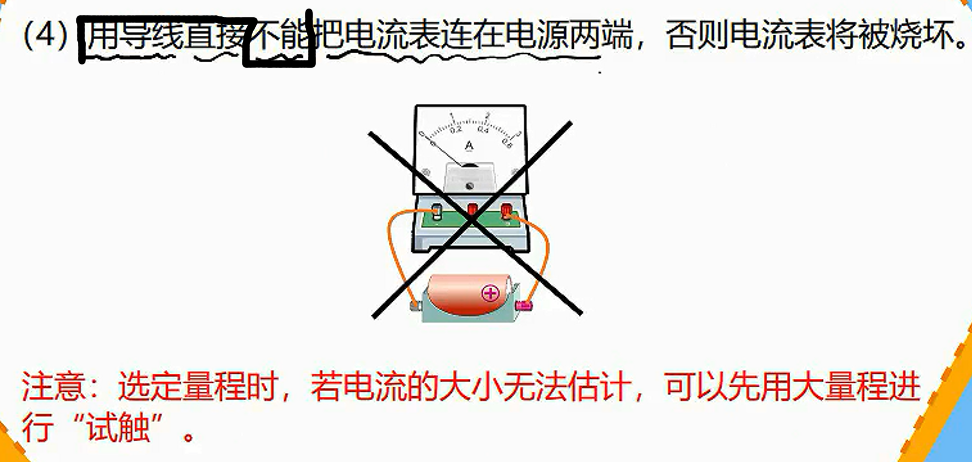 (4) 用导线直接不能把电流表连在电源两端，否则电流表将被烧坏。
0 1 2 3
0 0.2 0.4 0.6
A
注意：选定量程时，若电流的大小无法估计，可以先用大量程进
行“试触”。